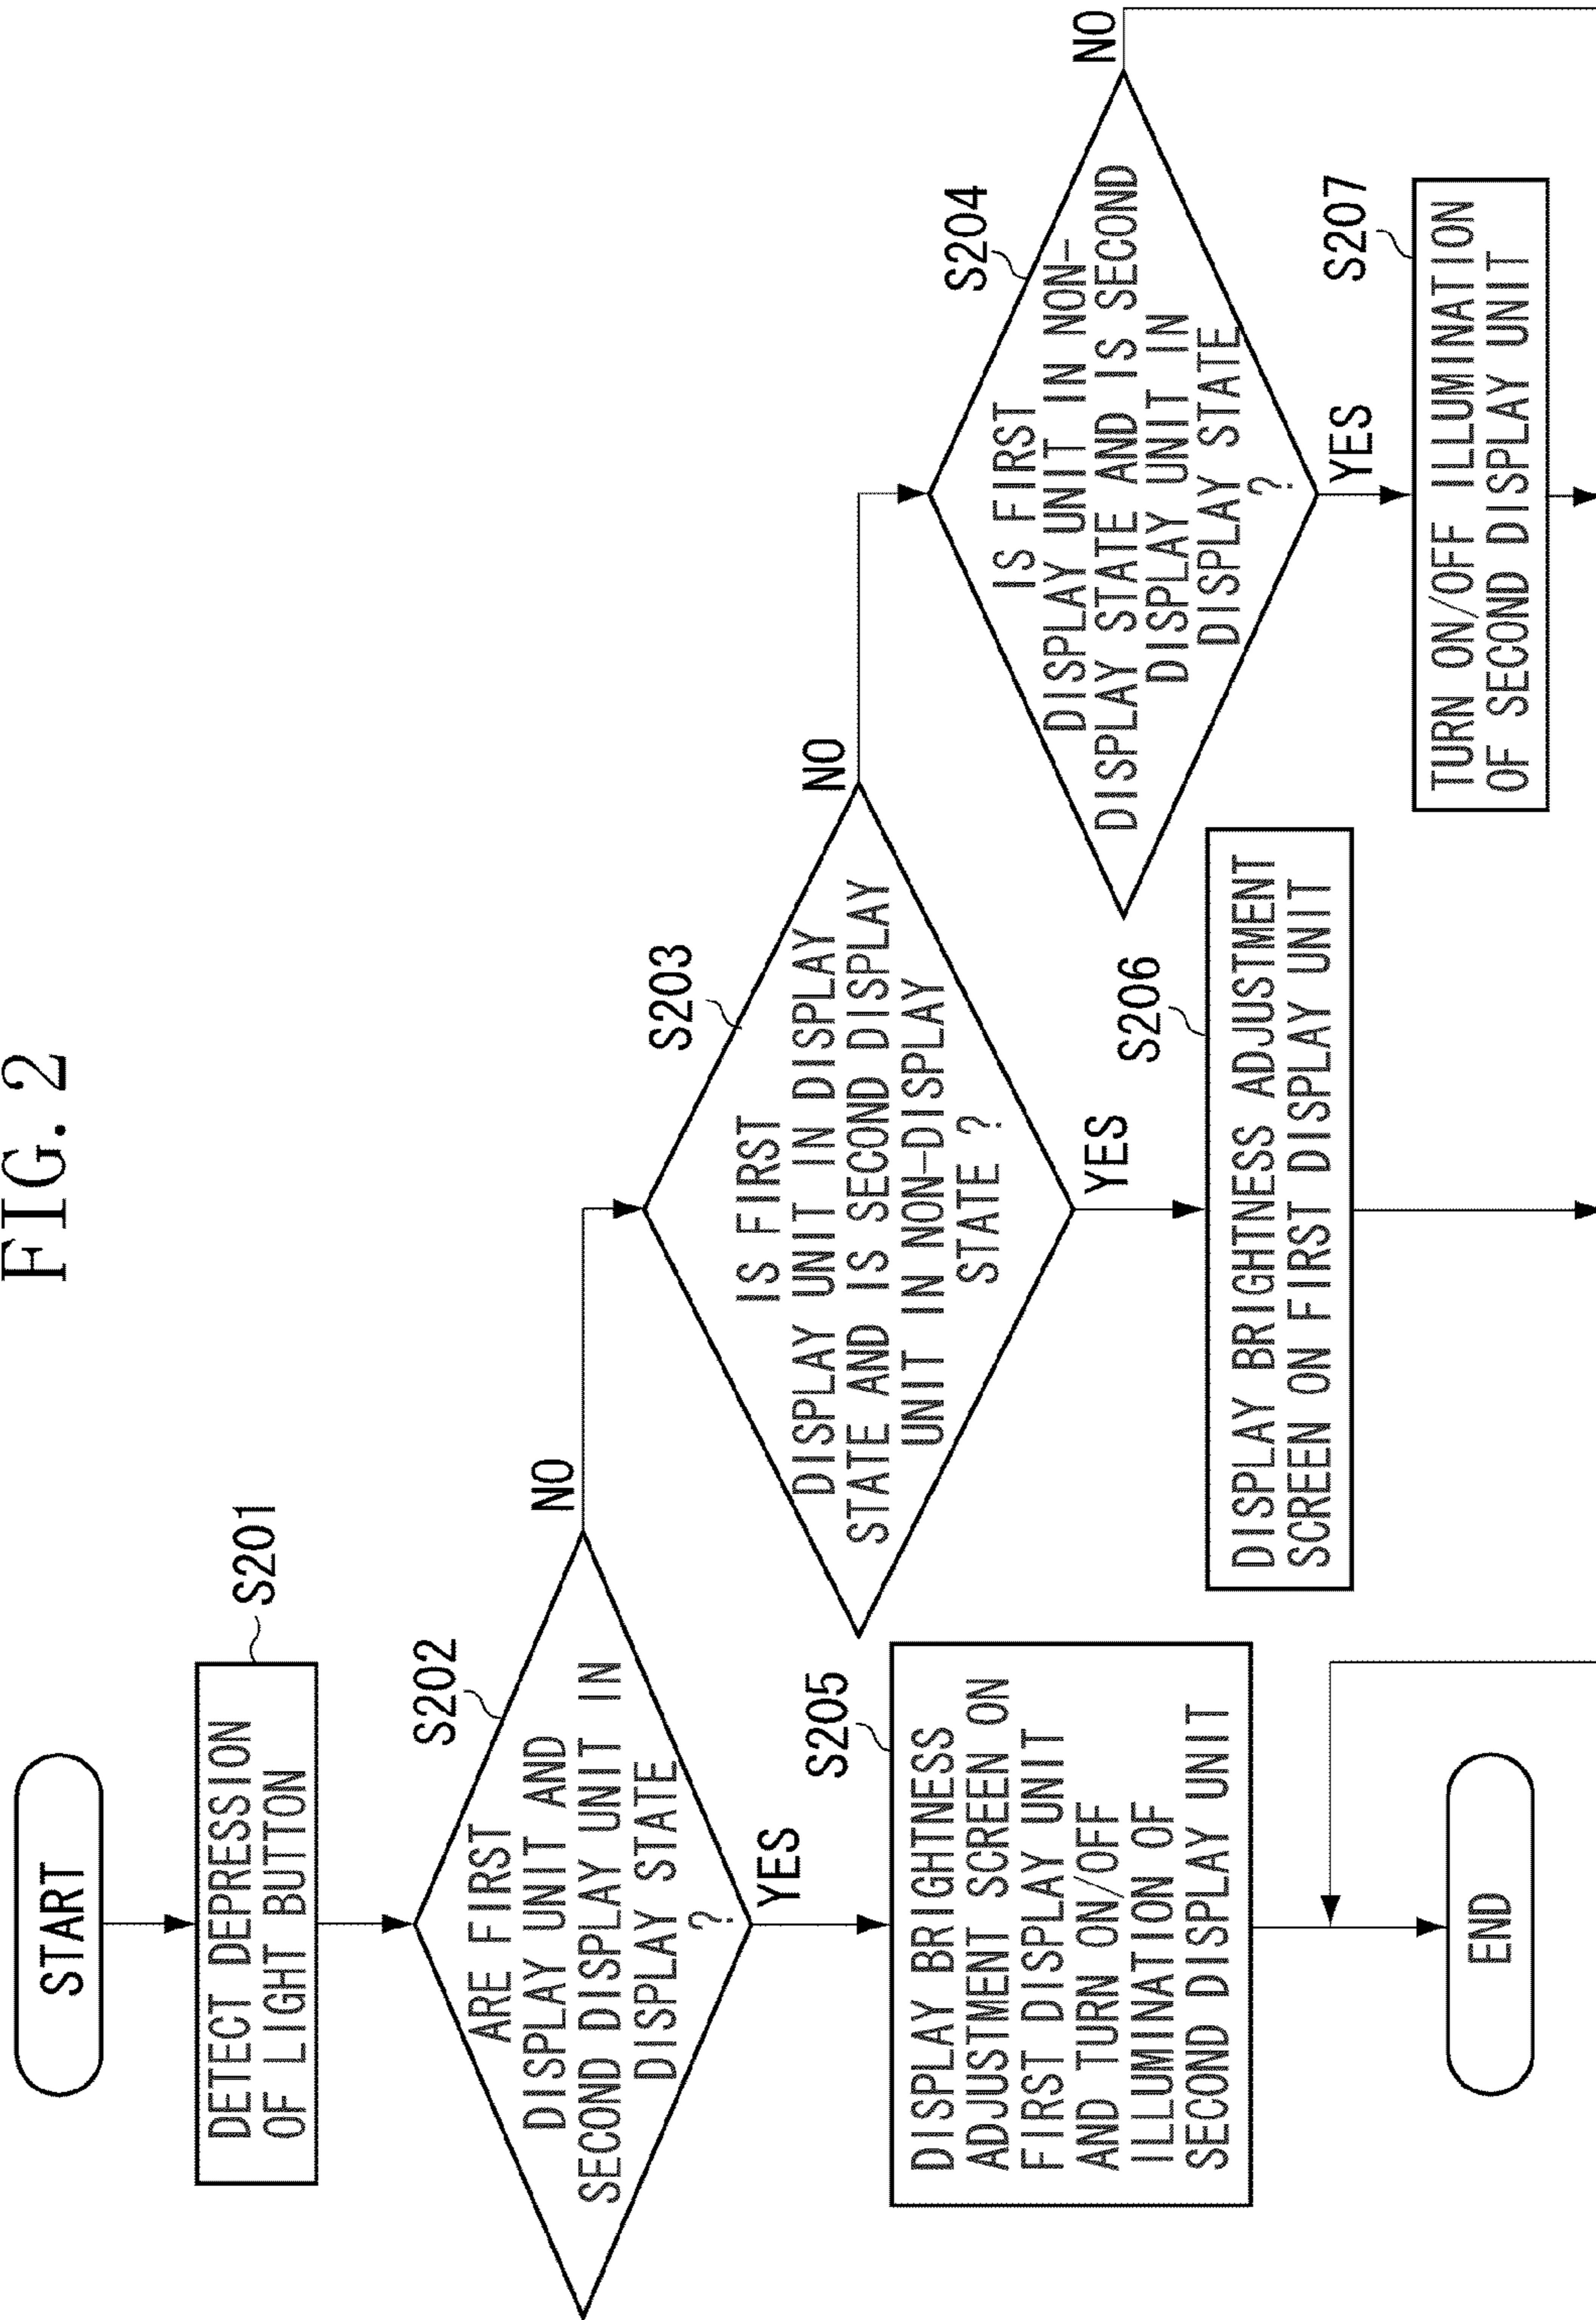 FIG. 2
START
DETECT DEPRESSION
OF LIGHT BUTTON
S201
S202
ARE FIRST
DISPLAY UNIT AND
SECOND DISPLAY UNIT IN
DISPLAY STATE
?
NO
YES
S203
IS FIRST
DISPLAY UNIT IN DISPLAY
STATE AND IS SECOND DISPLAY
UNIT IN NON-DISPLAY
STATE ?
NO
YES
S204
IS FIRST
DISPLAY UNIT IN NON-
DISPLAY STATE AND IS SECOND
DISPLAY UNIT IN
DISPLAY STATE
?
NO
YES
S205
DISPLAY BRIGHTNESS
ADJUSTMENT SCREEN ON
FIRST DISPLAY UNIT
AND TURN ON/OFF
ILLUMINATION OF
SECOND DISPLAY UNIT
S206
DISPLAY BRIGHTNESS ADJUSTMENT
SCREEN ON FIRST DISPLAY UNIT
S207
TURN ON/OFF ILLUMINATION
OF SECOND DISPLAY UNIT
END